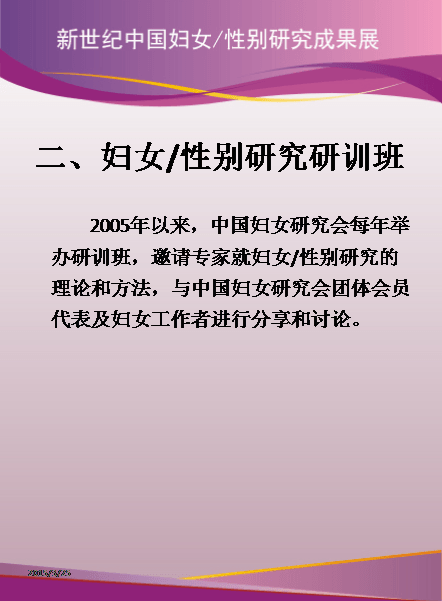 新世纪中国妇女/性别研究成果展
二、妇女/性别研究研训班
2005年以来，中国妇女研究会每年举
办研训班，邀请专家就妇女/性别研究的
理论和方法，与中国妇女研究会团体会员
代表及妇女工作者进行分享和讨论。